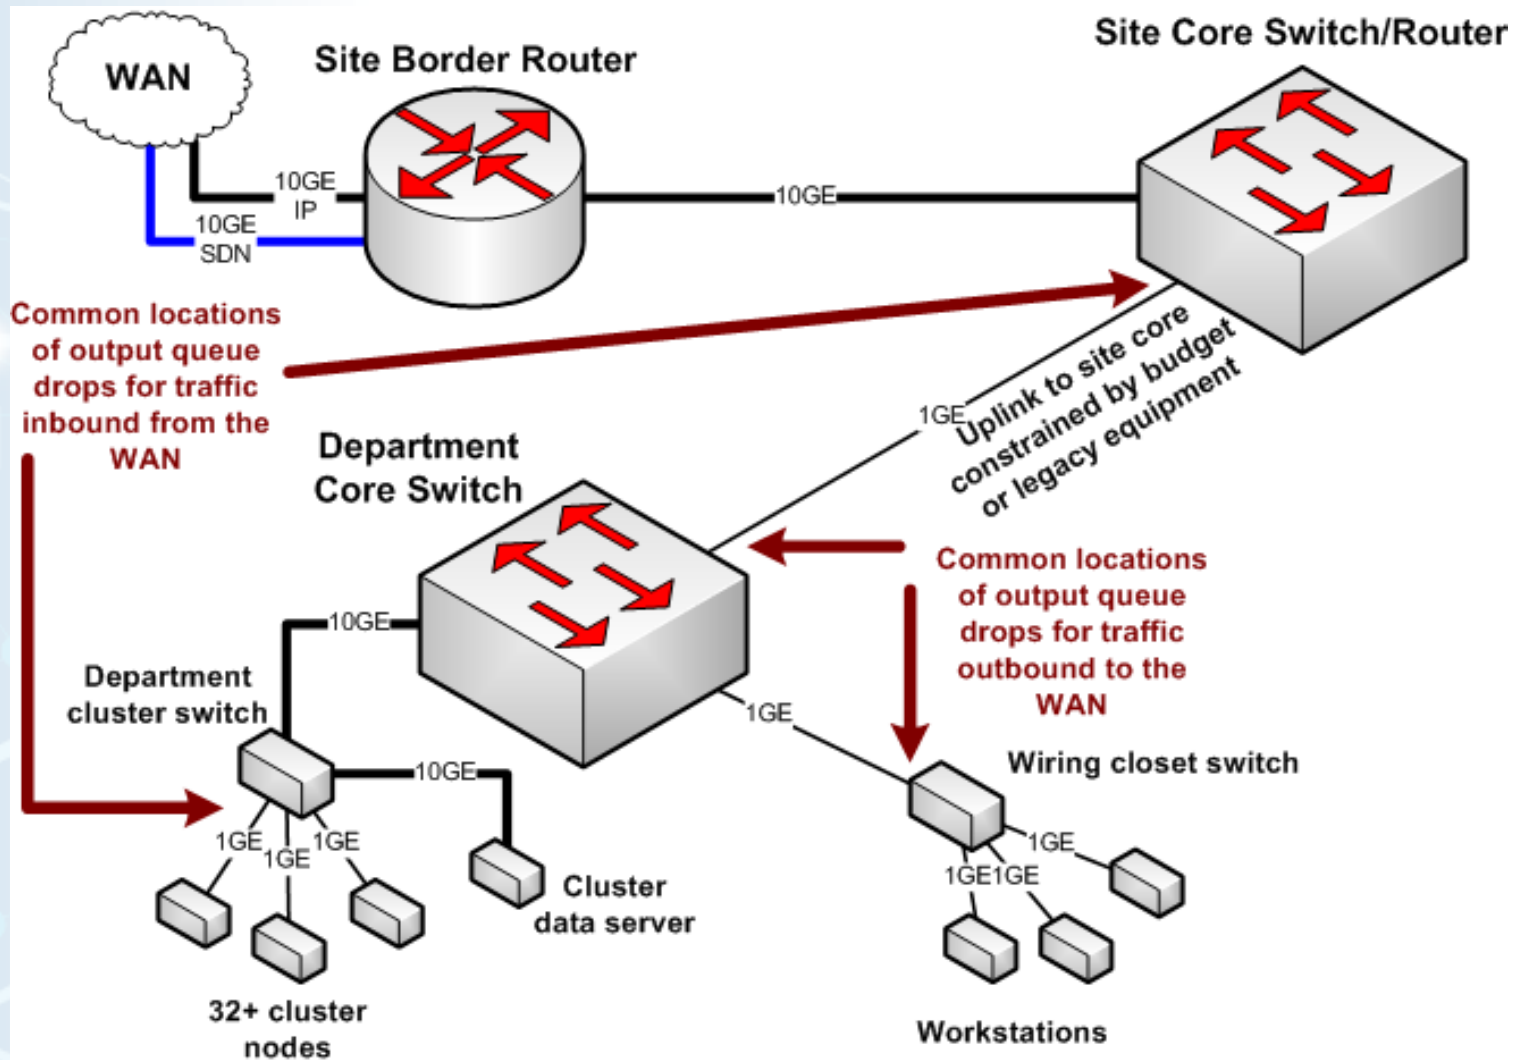 WAN
Site Border Router
Site Core Switch/Router
10GE
IP
10GE
SDN
10GE
Common locations
of output queue
drops for traffic
inbound from the
WAN
Uplink to site core
constrained by budget
or legacy equipment
1GE
Department
Core Switch
Common locations
of output queue
drops for traffic
outbound to the
WAN
10GE
Department
cluster switch
1GE
Wiring closet switch
10GE
1GE
1GE
1GE
1GE
1GE
1GE
Cluster
data server
32+ cluster
nodes
Workstations